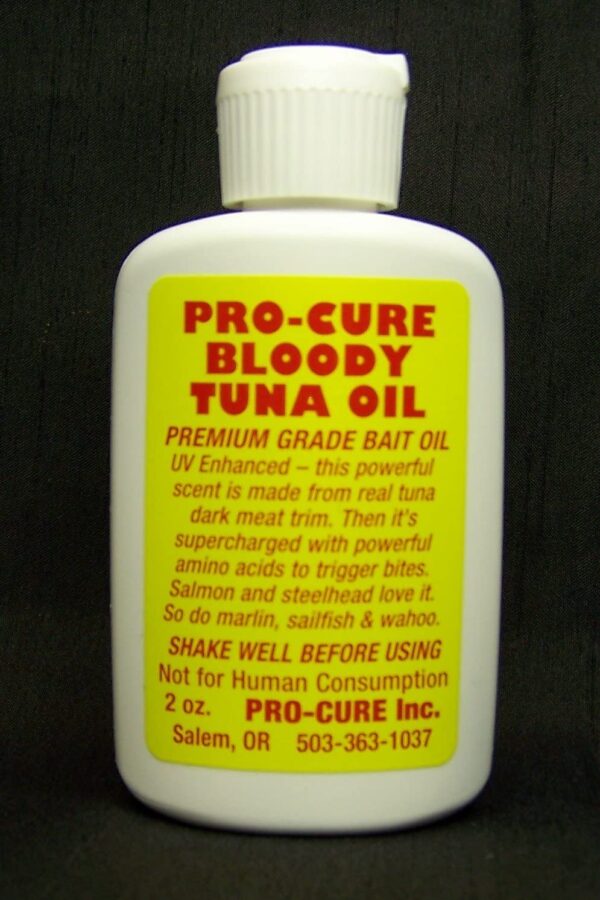 PRO-CURE
BLOODY
TUNA OIL
PREMIUM GRADE BAIT OIL
UV Enhanced – this powerful
scent is made from real tuna
dark meat trim. Then it's
supercharged with powerful
amino acids to trigger bites.
Salmon and steelhead love it.
So do marlin, sailfish & wahoo.
SHAKE WELL BEFORE USING
Not for Human Consumption
2 oz. PRO-CURE Inc.
Salem, OR 503-363-1037